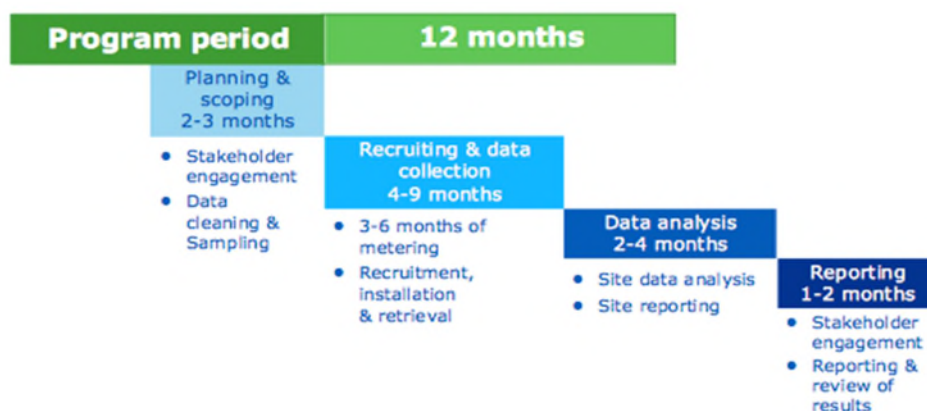 Program period
12 months
Planning &
scoping
2-3 months
• Stakeholder
engagement
• Data
cleaning &
Sampling
Recruiting & data
collection
4-9 months
• 3-6 months of
metering
• Recruitment,
installation
& retrieval
Data analysis
2-4 months
• Site data analysis
• Site reporting
Reporting
1-2 months
• Stakeholder
engagement
• Reporting &
review of
results